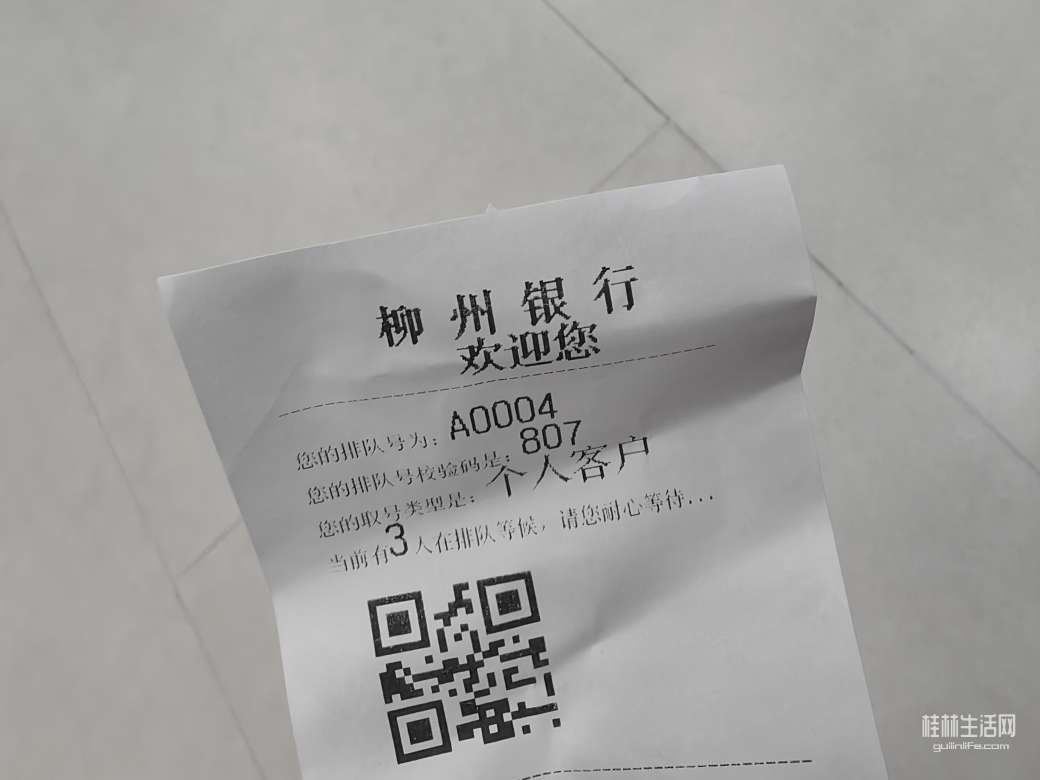 柳州银行
欢迎您
您的排队号为：A0004
您的排队号校验码是：807
您的取号类型是：个人客户
当前有3人在排队等候，请您耐心等待...
桂林生活网
guilinlife.com